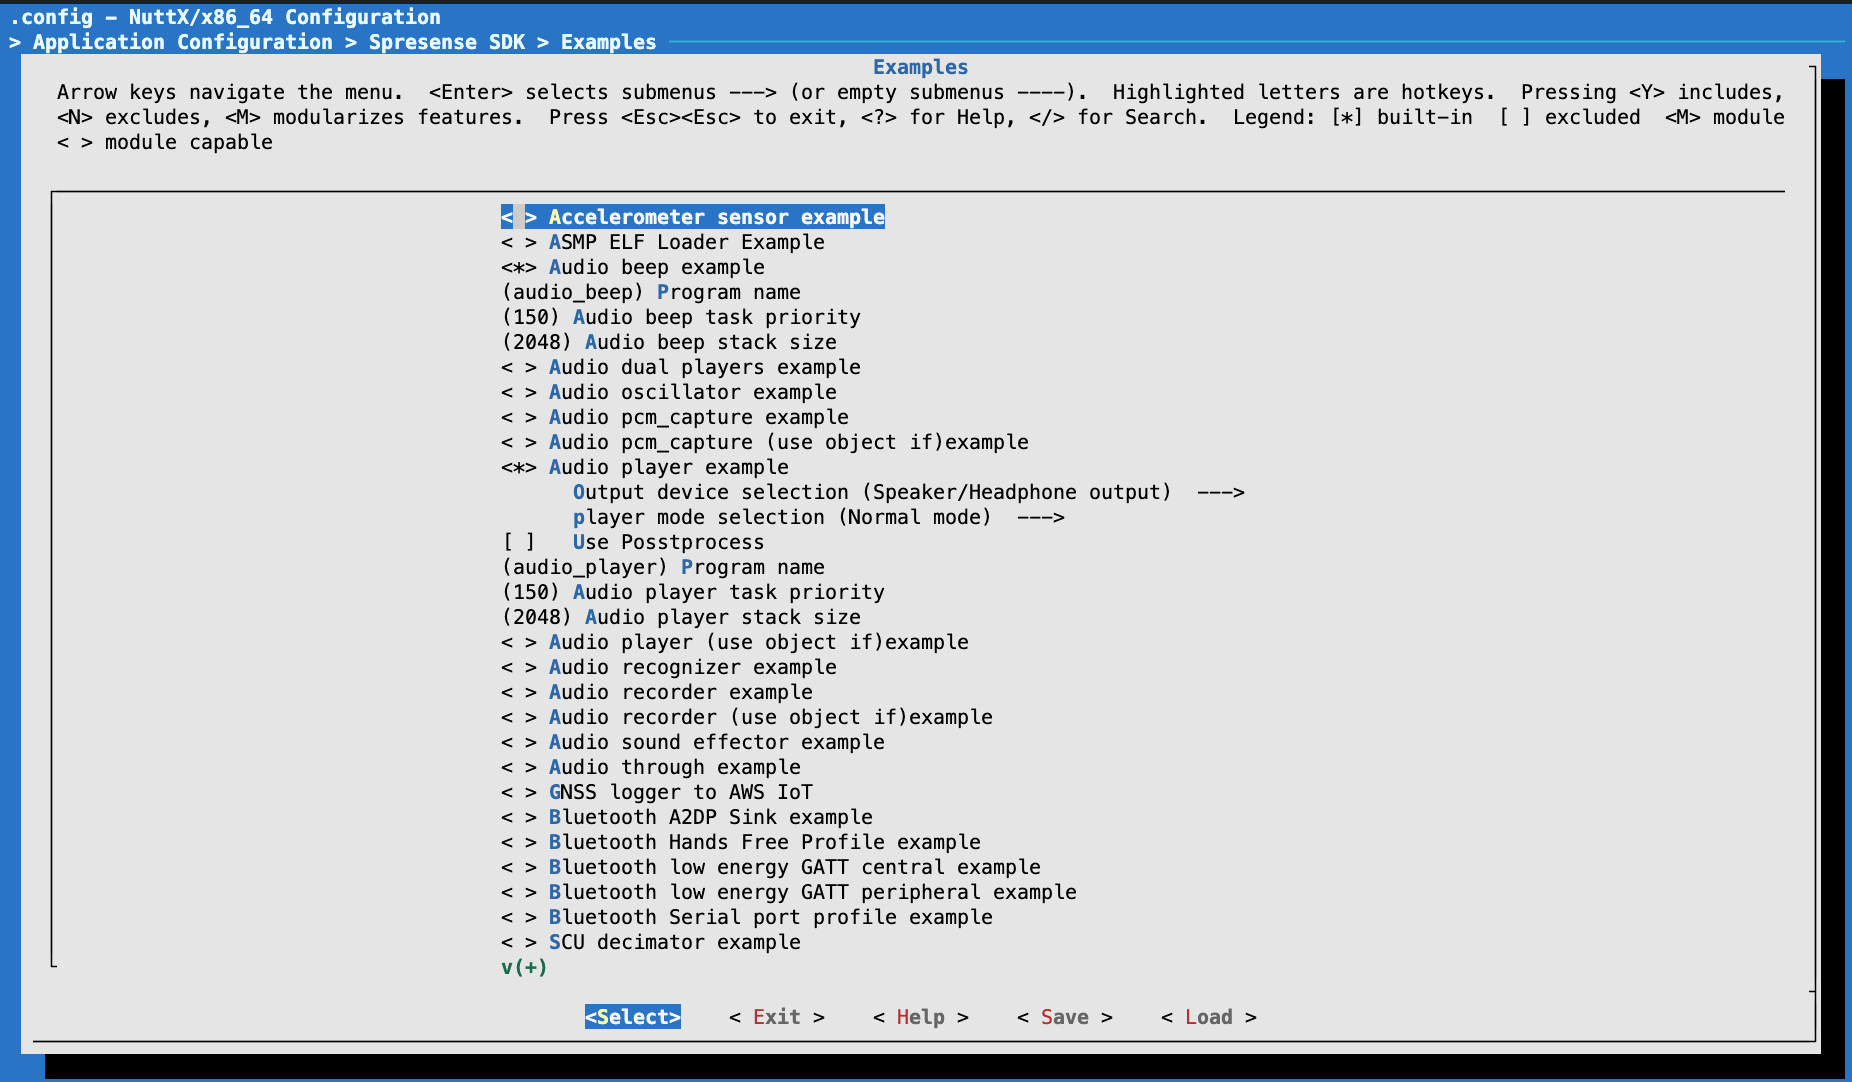 .config - NuttX/x86_64 Configuration
> Application Configuration > Spresense SDK > Examples
Examples
Arrow keys navigate the menu.  <Enter> selects submenus ---> (or empty submenus ----).  Highlighted letters are hotkeys.  Pressing <Y> includes,
<N> excludes, <M> modularizes features.  Press <Esc><Esc> to exit, <?> for Help, </> for Search.  Legend: [*] built-in  [ ] excluded  <M> module
< > module capable
< > Accelerometer sensor example
< > ASMP ELF Loader Example
<*> Audio beep example
(audio_beep) Program name
(150) Audio beep task priority
(2048) Audio beep stack size
< > Audio dual players example
< > Audio oscillator example
< > Audio pcm_capture example
< > Audio pcm_capture (use object if)example
<*> Audio player example
Output device selection (Speaker/Headphone output)  --->
player mode selection (Normal mode)  --->
[ ]   Use Posstprocess
(audio_player) Program name
(150) Audio player task priority
(2048) Audio player stack size
< > Audio player (use object if)example
< > Audio recognizer example
< > Audio recorder example
< > Audio recorder (use object if)example
< > Audio sound effector example
< > Audio through example
< > GNSS logger to AWS IoT
< > Bluetooth A2DP Sink example
< > Bluetooth Hands Free Profile example
< > Bluetooth low energy GATT central example
< > Bluetooth low energy GATT peripheral example
< > Bluetooth Serial port profile example
< > SCU decimator example
v(+)
<Select>    < Exit >    < Help >    < Save >    < Load >